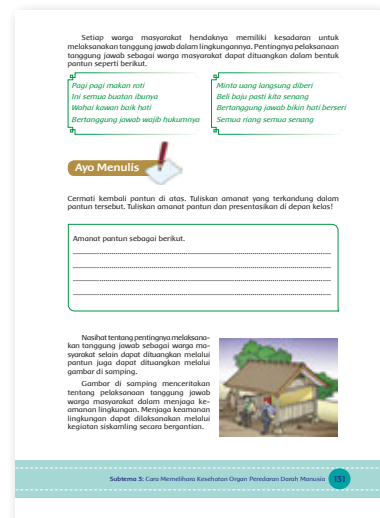 Setiap warga masyarakat hendaknya memiliki kesadaran untuk
melaksanakan tanggung jawab dalam lingkungannya. Pentingnya pelaksanaan
tanggung jawab sebagai warga masyarakat dapat dituangkan dalam bentuk
pantun seperti berikut.
Pagi pagi makan roti
Ini semua buatan ibunya
Wahai kawan baik hati
Bertanggung jawab wajib hukumnya
Minta uang langsung diberi
Beli baju pasti kita senang
Bertanggung jawab bikin hati berseri
Semua riang semua senang
Ayo Menulis
Cermati kembali pantun di atas. Tuliskan amanat yang terkandung dalam
pantun tersebut. Tuliskan amanat pantun dan presentasikan di depan kelas!
Amanat pantun sebagai berikut.
Nasihat tentang pentingnya melaksana-
kan tanggung jawab sebagai warga ma-
syarakat selain dapat dituangkan melalui
pantun juga dapat dituangkan melalui
gambar di samping.
Gambar di samping menceritakan
tentang pelaksanaan tanggung jawab
warga masyarakat dalam menjaga ke-
amanan lingkungan. Menjaga keamanan
lingkungan dapat dilaksanakan melalui
kegiatan siskamling secara bergantian.
Subtema 3: Cara Memelihara Kesehatan Organ Peredaran Darah Manusia 131